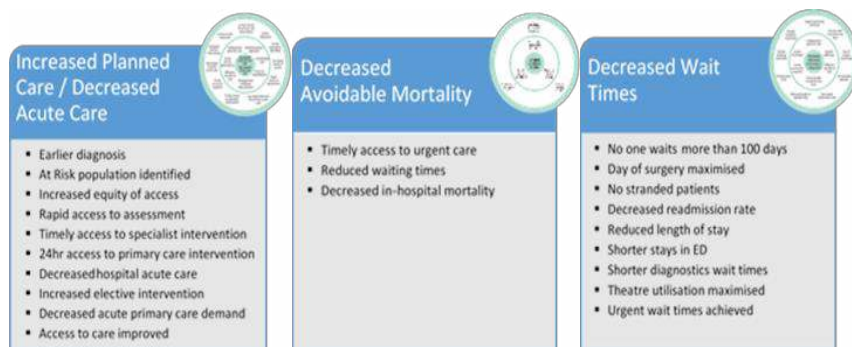 Increased Planned
Care / Decreased
Acute Care
Earlier diagnosis
At Risk population identified
Increased equity of access
Rapid access to assessment
Timely access to specialist intervention
24hr access to primary care intervention
Decreased hospital acute care
Increased elective intervention
Decreased acute primary care demand
Access to care improved
Decreased
Avoidable Mortality
Timely access to urgent care
Reduced waiting times
Decreased in-hospital mortality
Decreased Wait
Times
No one waits more than 100 days
Day of surgery maximised
No stranded patients
Decreased readmission rate
Reduced length of stay
Shorter stays in ED
Shorter diagnostics wait times
Theatre utilisation maximised
Urgent wait times achieved